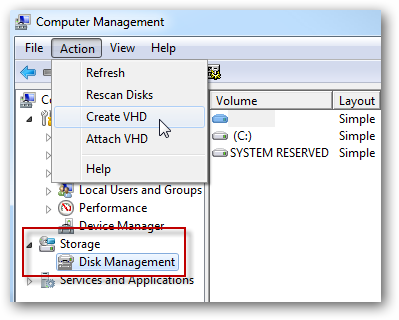 Computer Management
File Action View Help
Refresh
Rescan Disks
Create VHD
Attach VHD
Help
Co
Local Users and Groups
Performance
Device Manager
Storage
Disk Management
Services and Applications
Volume Layout
Simple
(C:) Simple
SYSTEM RESERVED Simple